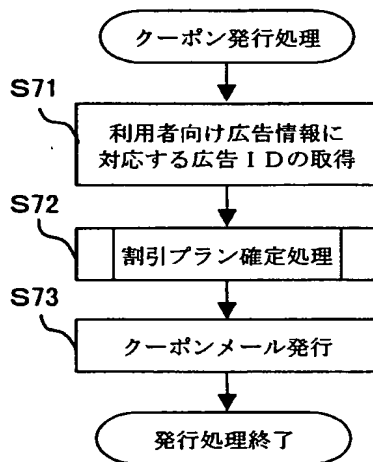 クーポン発行処理
S71
利用者向け広告情報に
対応する広告IDの取得
S72
割引プラン確定処理
S73
クーポンメール発行
発行処理終了